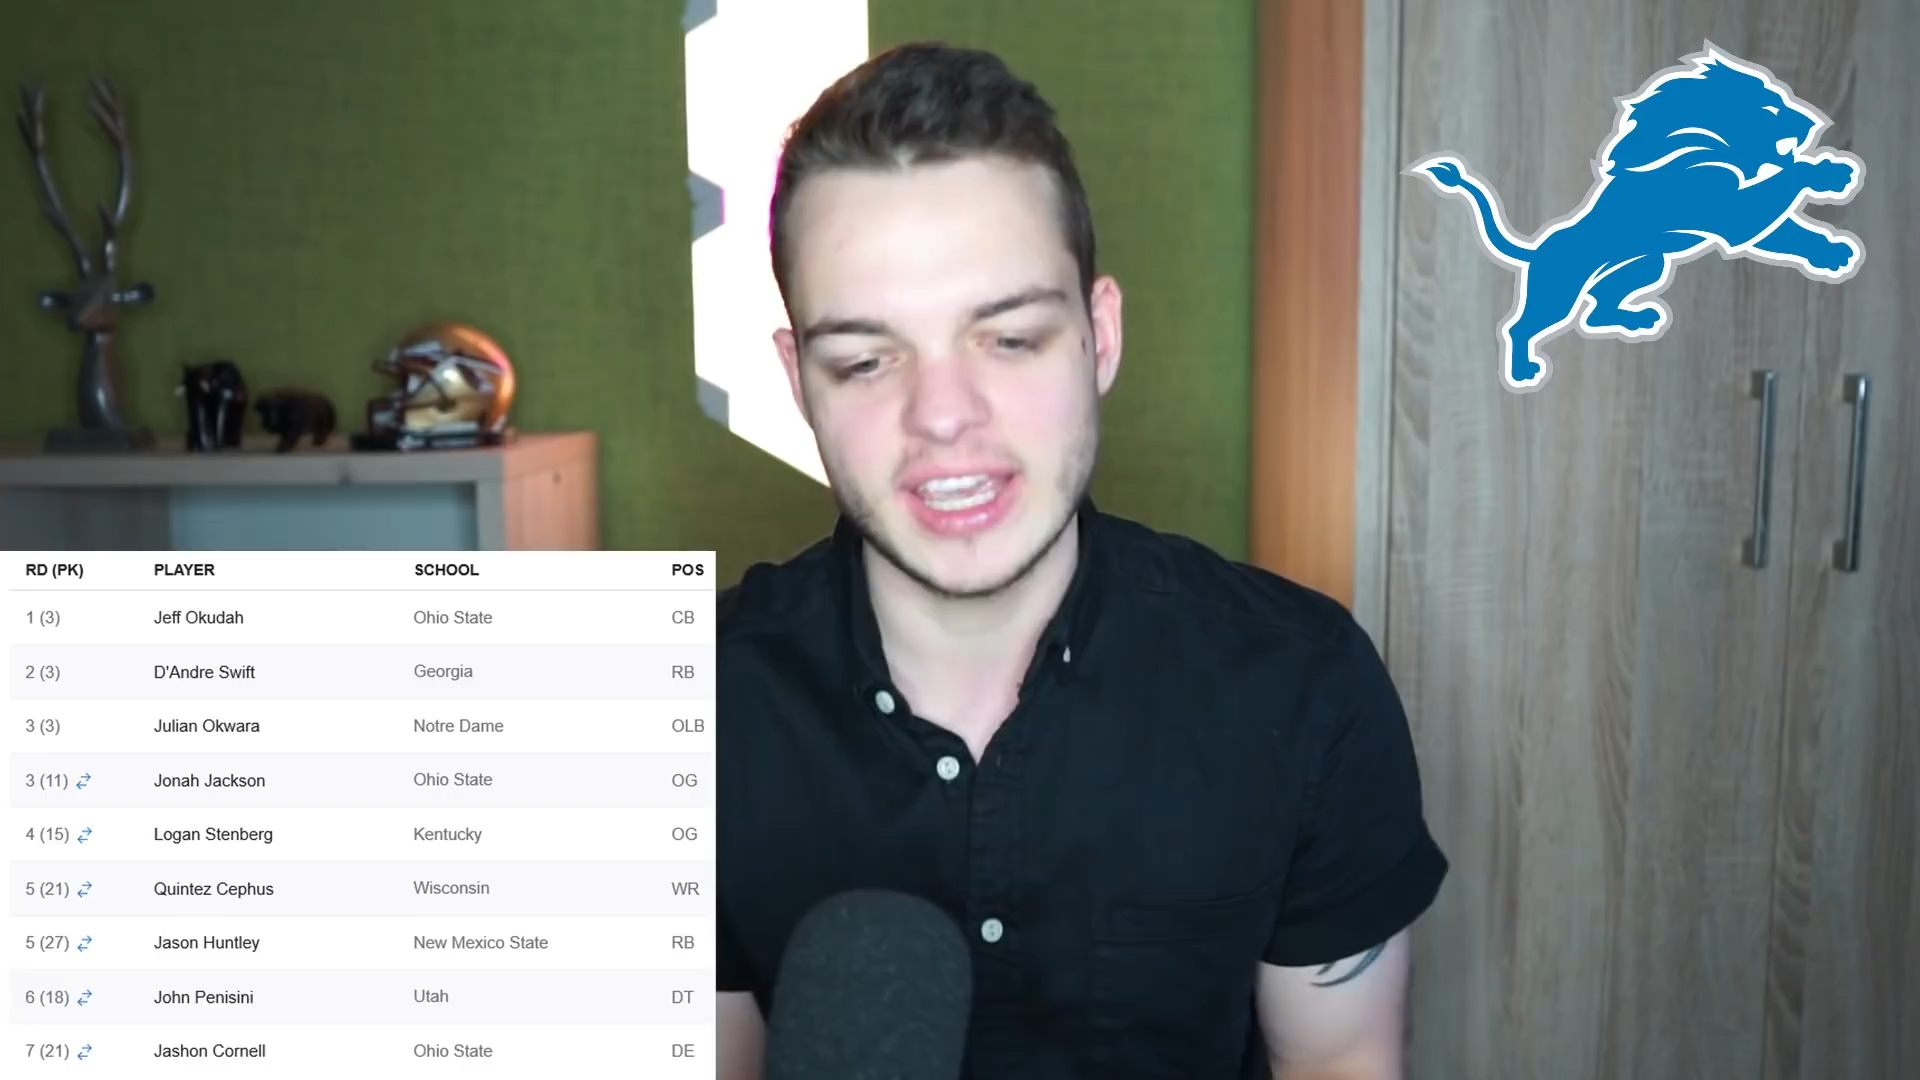 RD (PK) PLAYER SCHOOL POS
1 (3) Jeff Okudah Ohio State CB
2 (3) D'Andre Swift Georgia RB
3 (3) Julian Okwara Notre Dame OLB
3 (11) Jonah Jackson Ohio State OG
4 (15) Logan Stenberg Kentucky OG
5 (21) Quintez Cephus Wisconsin WR
5 (27) Jason Huntley New Mexico State RB
6 (18) John Penisini Utah DT
7 (21) Jashon Cornell Ohio State DE